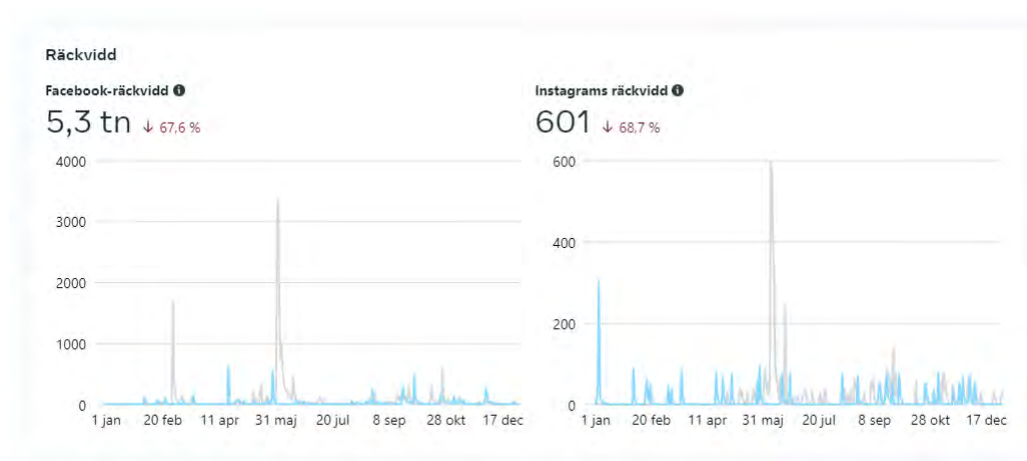 Räckvidd
Facebook-räckvidd
5,3 tn ↓ 67,6 %
4000
3000
2000
1000
0
1 jan 20 feb 11 apr 31 maj 20 jul 8 sep 28 okt 17 dec
Instagrams räckvidd
601 ↓ 68,7 %
600
400
200
0
1 jan 20 feb 11 apr 31 maj 20 jul 8 sep 28 okt 17 dec